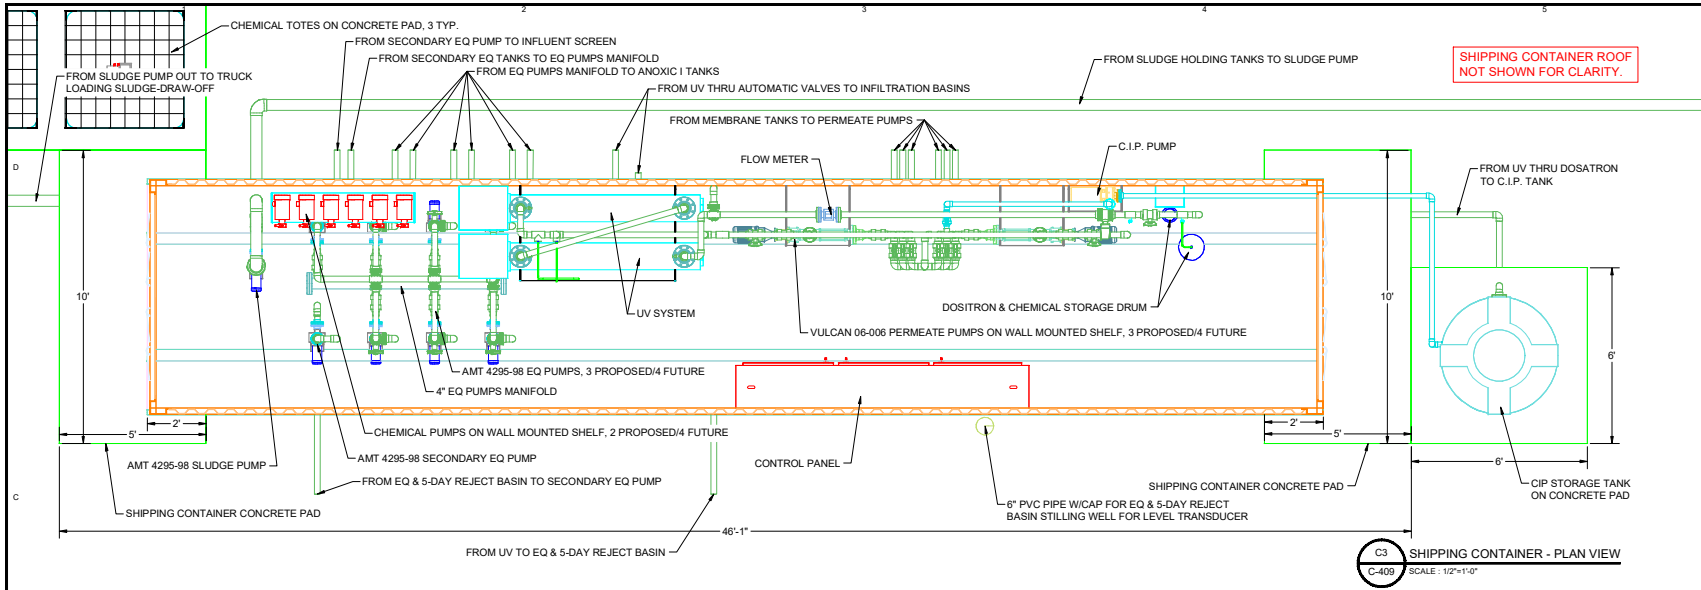 2
3
4
5
CHEMICAL TOTES ON CONCRETE PAD, 3 TYP.
FROM SECONDARY EQ PUMP TO INFLUENT SCREEN
FROM SECONDARY EQ TANKS TO EQ PUMPS MANIFOLD
FROM EQ PUMPS MANIFOLD TO ANOXIC I TANKS
FROM SLUDGE PUMP OUT TO TRUCK
LOADING SLUDGE-DRAW-OFF
FROM UV THRU AUTOMATIC VALVES TO INFILTRATION BASINS
FROM SLUDGE HOLDING TANKS TO SLUDGE PUMP
SHIPPING CONTAINER ROOF
NOT SHOWN FOR CLARITY.
FROM MEMBRANE TANKS TO PERMEATE PUMPS
C.I.P. PUMP
FLOW METER
FROM UV THRU DOSATRON
TO C.I.P. TANK
D
10'
10'
6'
DOSITRON & CHEMICAL STORAGE DRUM
UV SYSTEM
VULCAN 06-006 PERMEATE PUMPS ON WALL MOUNTED SHELF, 3 PROPOSED/4 FUTURE
AMT 4295-98 EQ PUMPS, 3 PROPOSED/4 FUTURE
4" EQ PUMPS MANIFOLD
2'
5'
2'
5'
6'
CHEMICAL PUMPS ON WALL MOUNTED SHELF, 2 PROPOSED/4 FUTURE
AMT 4295-98 SLUDGE PUMP
AMT 4295-98 SECONDARY EQ PUMP
CONTROL PANEL
FROM EQ & 5-DAY REJECT BASIN TO SECONDARY EQ PUMP
SHIPPING CONTAINER CONCRETE PAD
CIP STORAGE TANK
ON CONCRETE PAD
C
SHIPPING CONTAINER CONCRETE PAD
6" PVC PIPE W/CAP FOR EQ & 5-DAY REJECT
BASIN STILLING WELL FOR LEVEL TRANSDUCER
46'-1"
FROM UV TO EQ & 5-DAY REJECT BASIN
C3
C-409
SHIPPING CONTAINER - PLAN VIEW
SCALE : 1/2"=1'-0"